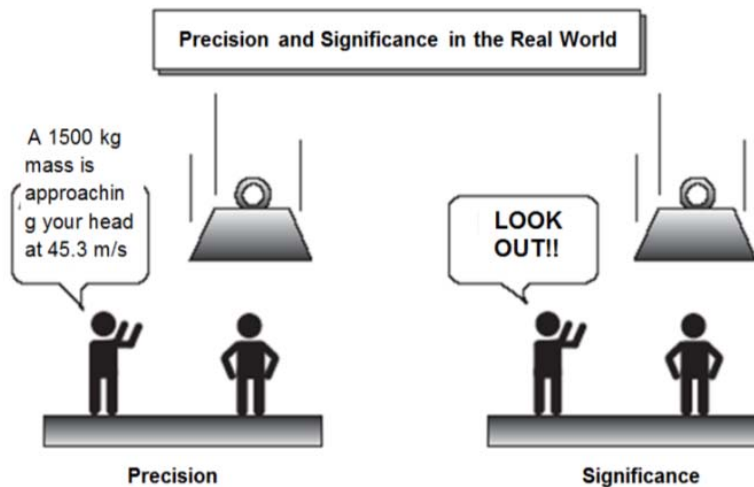 Precision and Significance in the Real World
A 1500 kg
mass is
approachin
g your head
at 45.3 m/s
LOOK
OUT!!
Precision
Significance